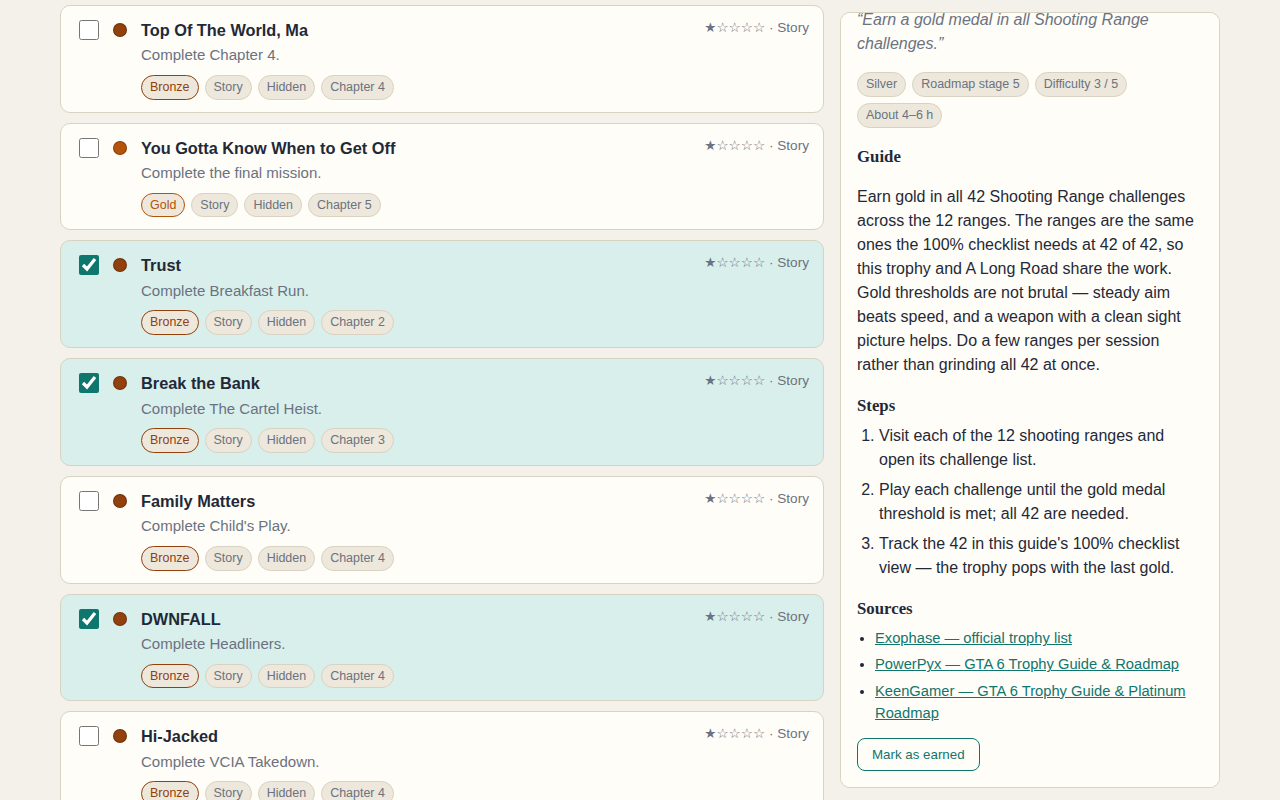 Top Of The World, Ma
★☆☆☆☆ · Story
Complete Chapter 4.
Bronze Story Hidden Chapter 4
You Gotta Know When to Get Off
★☆☆☆☆ · Story
Complete the final mission.
Gold Story Hidden Chapter 5
Trust
★☆☆☆☆ · Story
Complete Breakfast Run.
Bronze Story Hidden Chapter 2
Break the Bank
★☆☆☆☆ · Story
Complete The Cartel Heist.
Bronze Story Hidden Chapter 3
Family Matters
★☆☆☆☆ · Story
Complete Child's Play.
Bronze Story Hidden Chapter 4
DWNFALL
★☆☆☆☆ · Story
Complete Headliners.
Bronze Story Hidden Chapter 4
Hi-Jacked
★☆☆☆☆ · Story
Complete VCIA Takedown.
Bronze Story Hidden Chapter 4
“Earn a gold medal in all Shooting Range
challenges.”
Silver Roadmap stage 5 Difficulty 3 / 5
About 4–6 h
Guide
Earn gold in all 42 Shooting Range challenges
across the 12 ranges. The ranges are the same
ones the 100% checklist needs at 42 of 42, so
this trophy and A Long Road share the work.
Gold thresholds are not brutal — steady aim
beats speed, and a weapon with a clean sight
picture helps. Do a few ranges per session
rather than grinding all 42 at once.
Steps
1. Visit each of the 12 shooting ranges and
open its challenge list.
2. Play each challenge until the gold medal
threshold is met; all 42 are needed.
3. Track the 42 in this guide's 100% checklist
view — the trophy pops with the last gold.
Sources
• Exophase — official trophy list
• PowerPyx — GTA 6 Trophy Guide & Roadmap
• KeenGamer — GTA 6 Trophy Guide & Platinum
Roadmap
Mark as earned